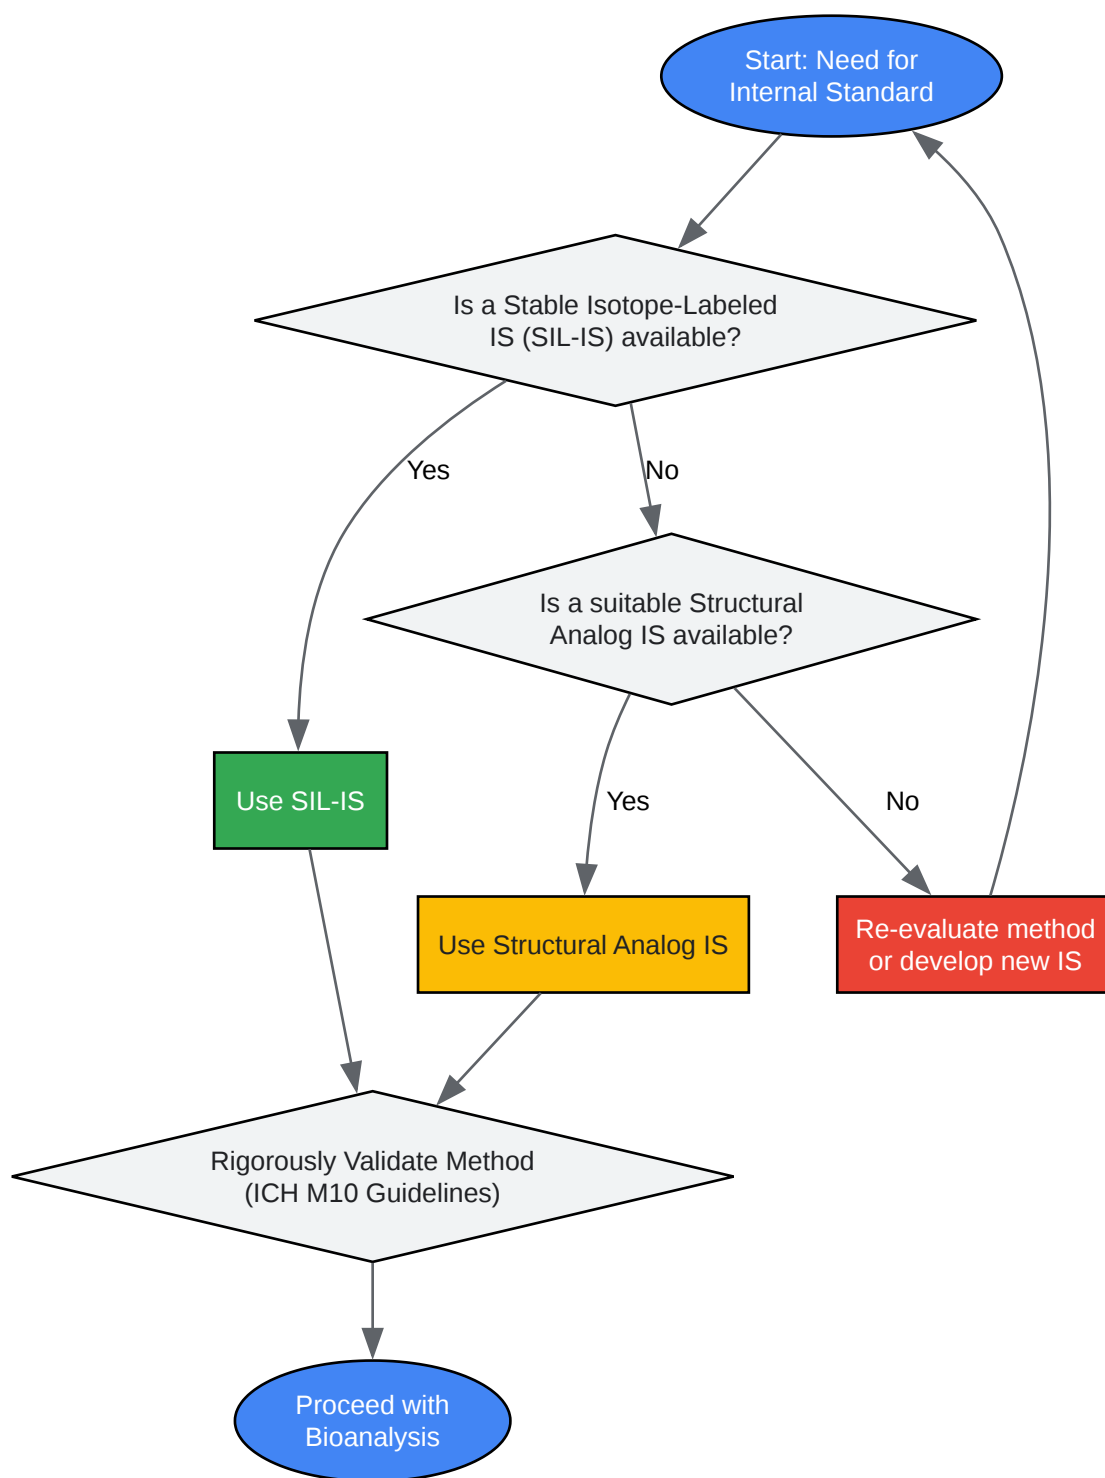 Start: Need for
Internal Standard
Is a Stable Isotope-Labeled
IS (SIL-IS) available?
Yes
No
Is a suitable Structural
Analog IS available?
Use SIL-IS
Yes
No
Use Structural Analog IS
Re-evaluate method
or develop new IS
Rigorously Validate Method
(ICH M10 Guidelines)
Proceed with
Bioanalysis